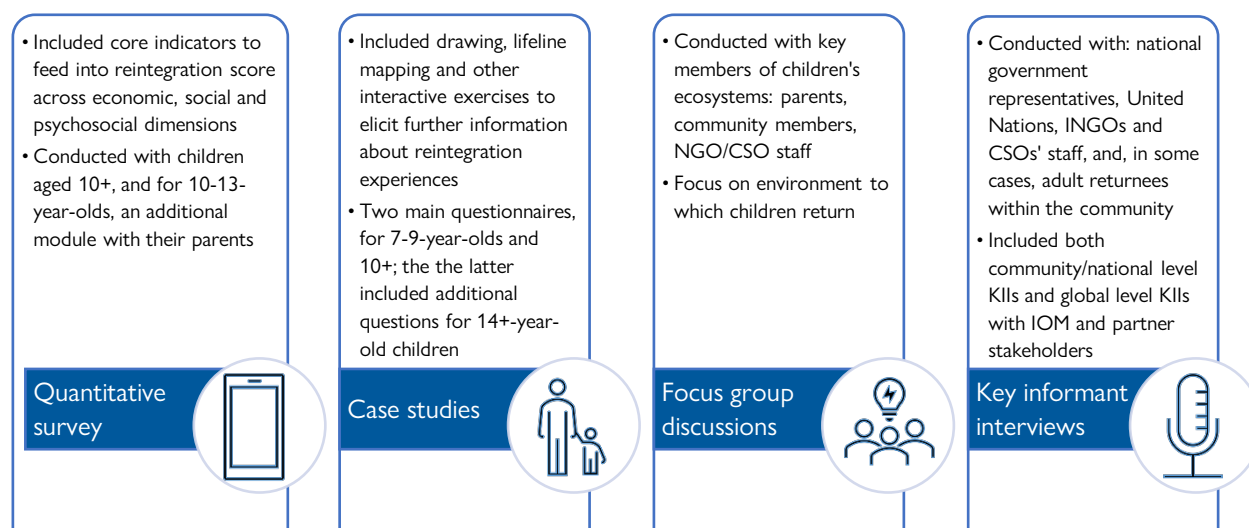 • Included core indicators to
feed into reintegration score
across economic, social and
psychosocial dimensions
• Conducted with children
aged 10+, and for 10-13-
year-olds, an additional
module with their parents
Quantitative
survey
• Included drawing, lifeline
mapping and other
interactive exercises to
elicit further information
about reintegration
experiences
• Two main questionnaires,
for 7-9-year-olds and
10+; the the latter
included additional
questions for 14+-year-
old children
Case studies
• Conducted with key
members of children's
ecosystems: parents,
community members,
NGO/CSO staff
• Focus on environment to
which children return
Focus group
discussions
• Conducted with: national
government
representatives, United
Nations, INGOs and
CSOs' staff, and, in some
cases, adult returnees
within the community
• Included both
community/national level
KIIs and global level KIIs
with IOM and partner
stakeholders
Key informant
interviews